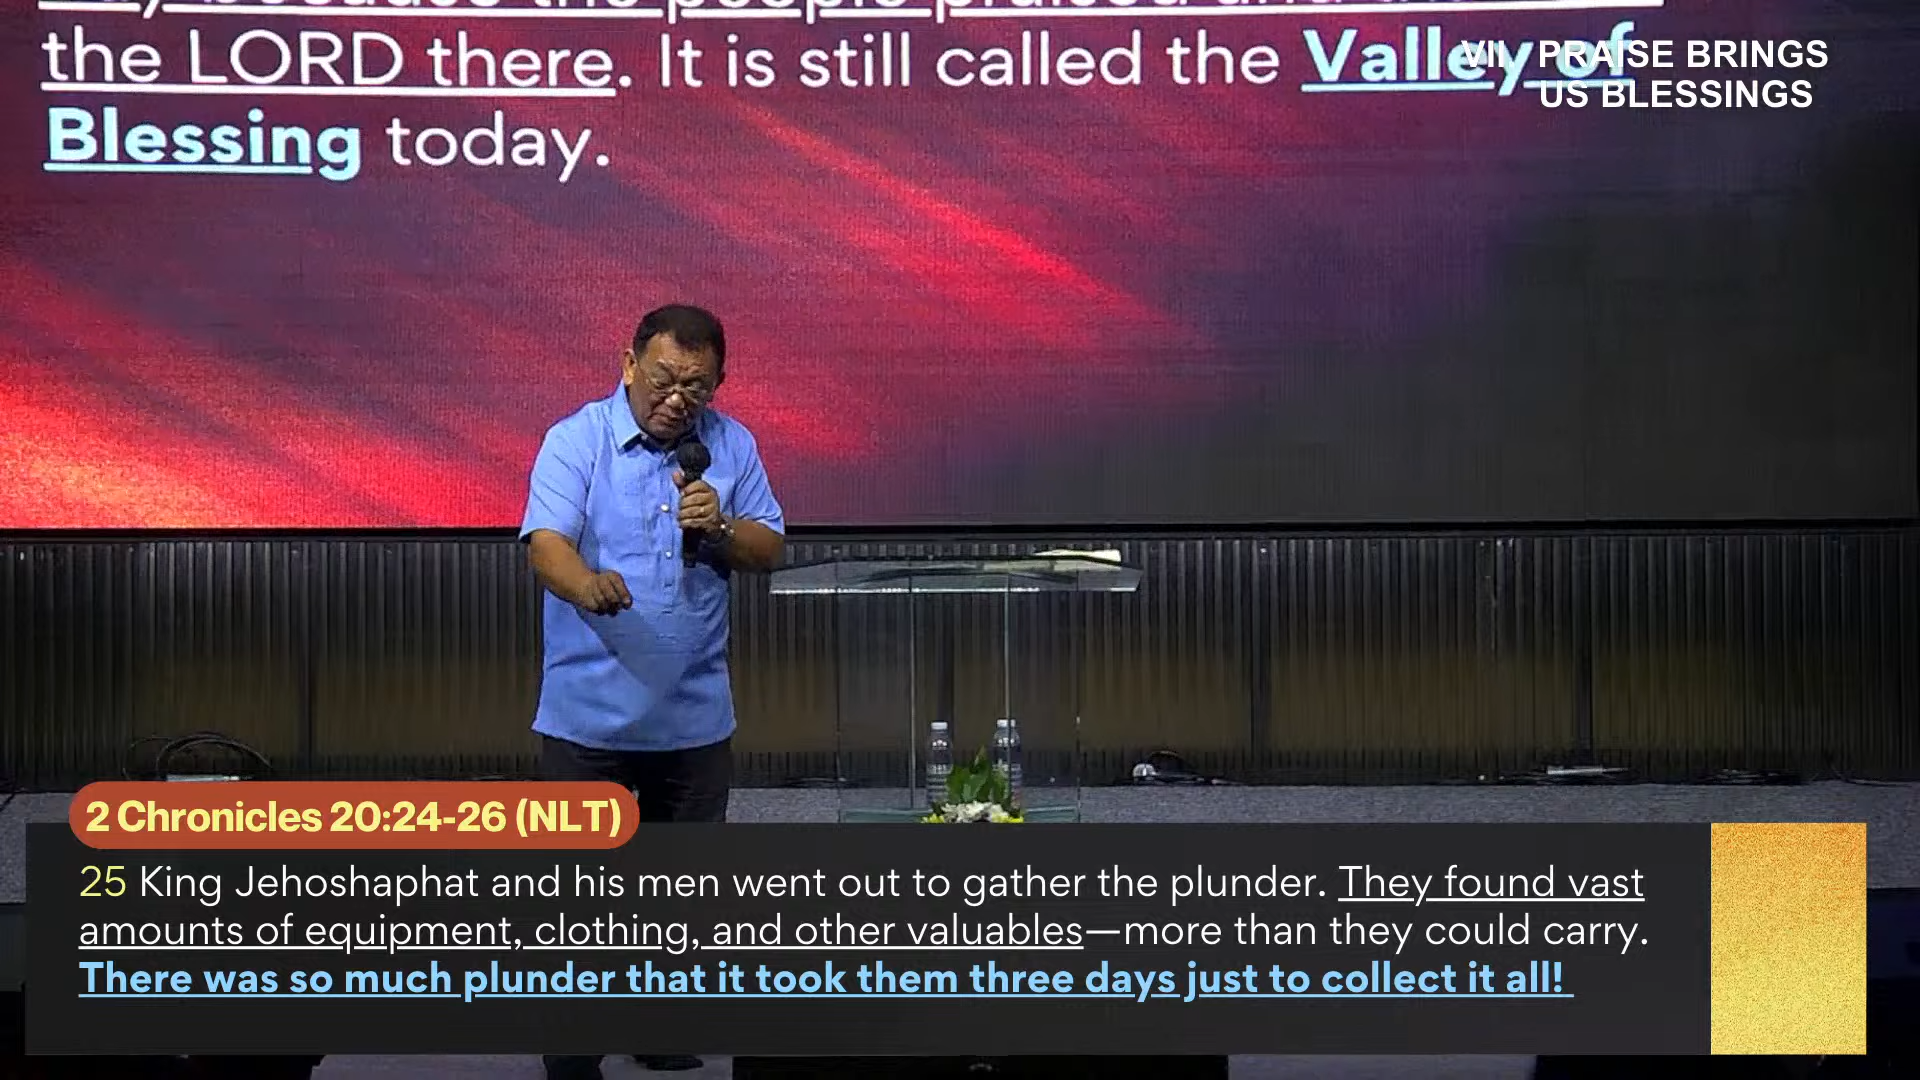 the LORD there. It is still called the Valley of
Blessing today.
VII. PRAISE BRINGS
US BLESSINGS
2 Chronicles 20:24-26 (NLT)
25 King Jehoshaphat and his men went out to gather the plunder. They found vast
amounts of equipment, clothing, and other valuables—more than they could carry.
There was so much plunder that it took them three days just to collect it all!